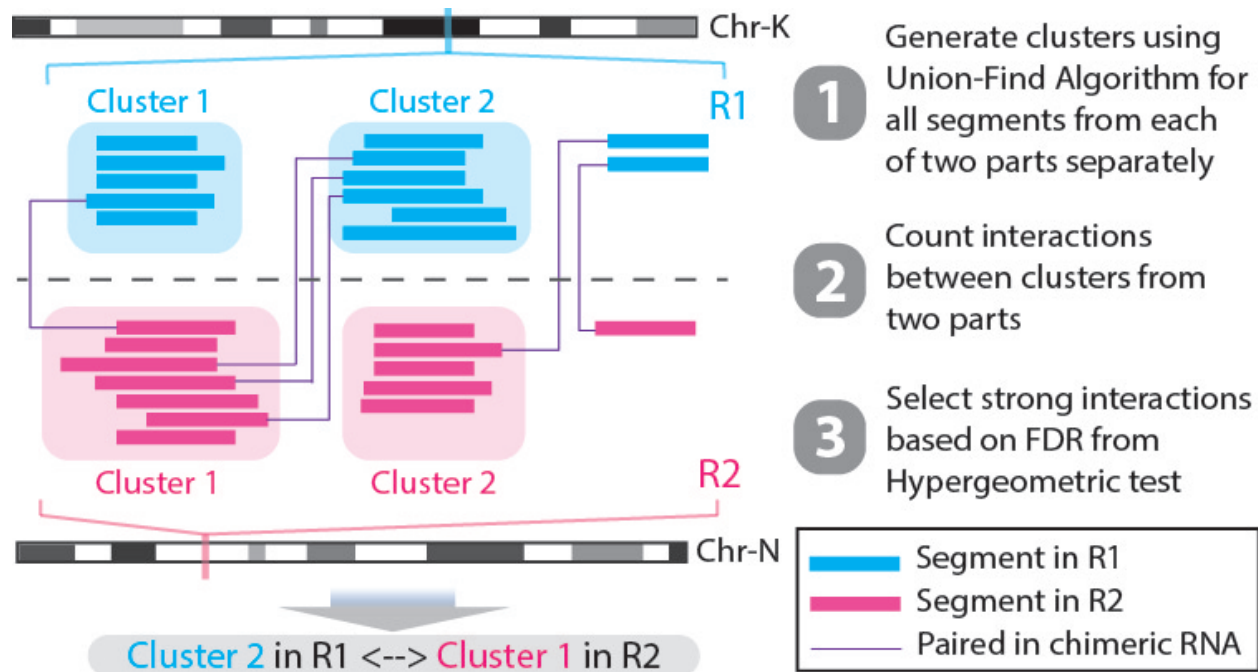 Chr-K
Cluster 1
Cluster 2
R1
Cluster 1
Cluster 2
R2
Chr-N
Cluster 2 in R1 <--> Cluster 1 in R2
1
Generate clusters using
Union-Find Algorithm for
all segments from each
of two parts separately
2
Count interactions
between clusters from
two parts
3
Select strong interactions
based on FDR from
Hypergeometric test
Segment in R1
Segment in R2
Paired in chimeric RNA